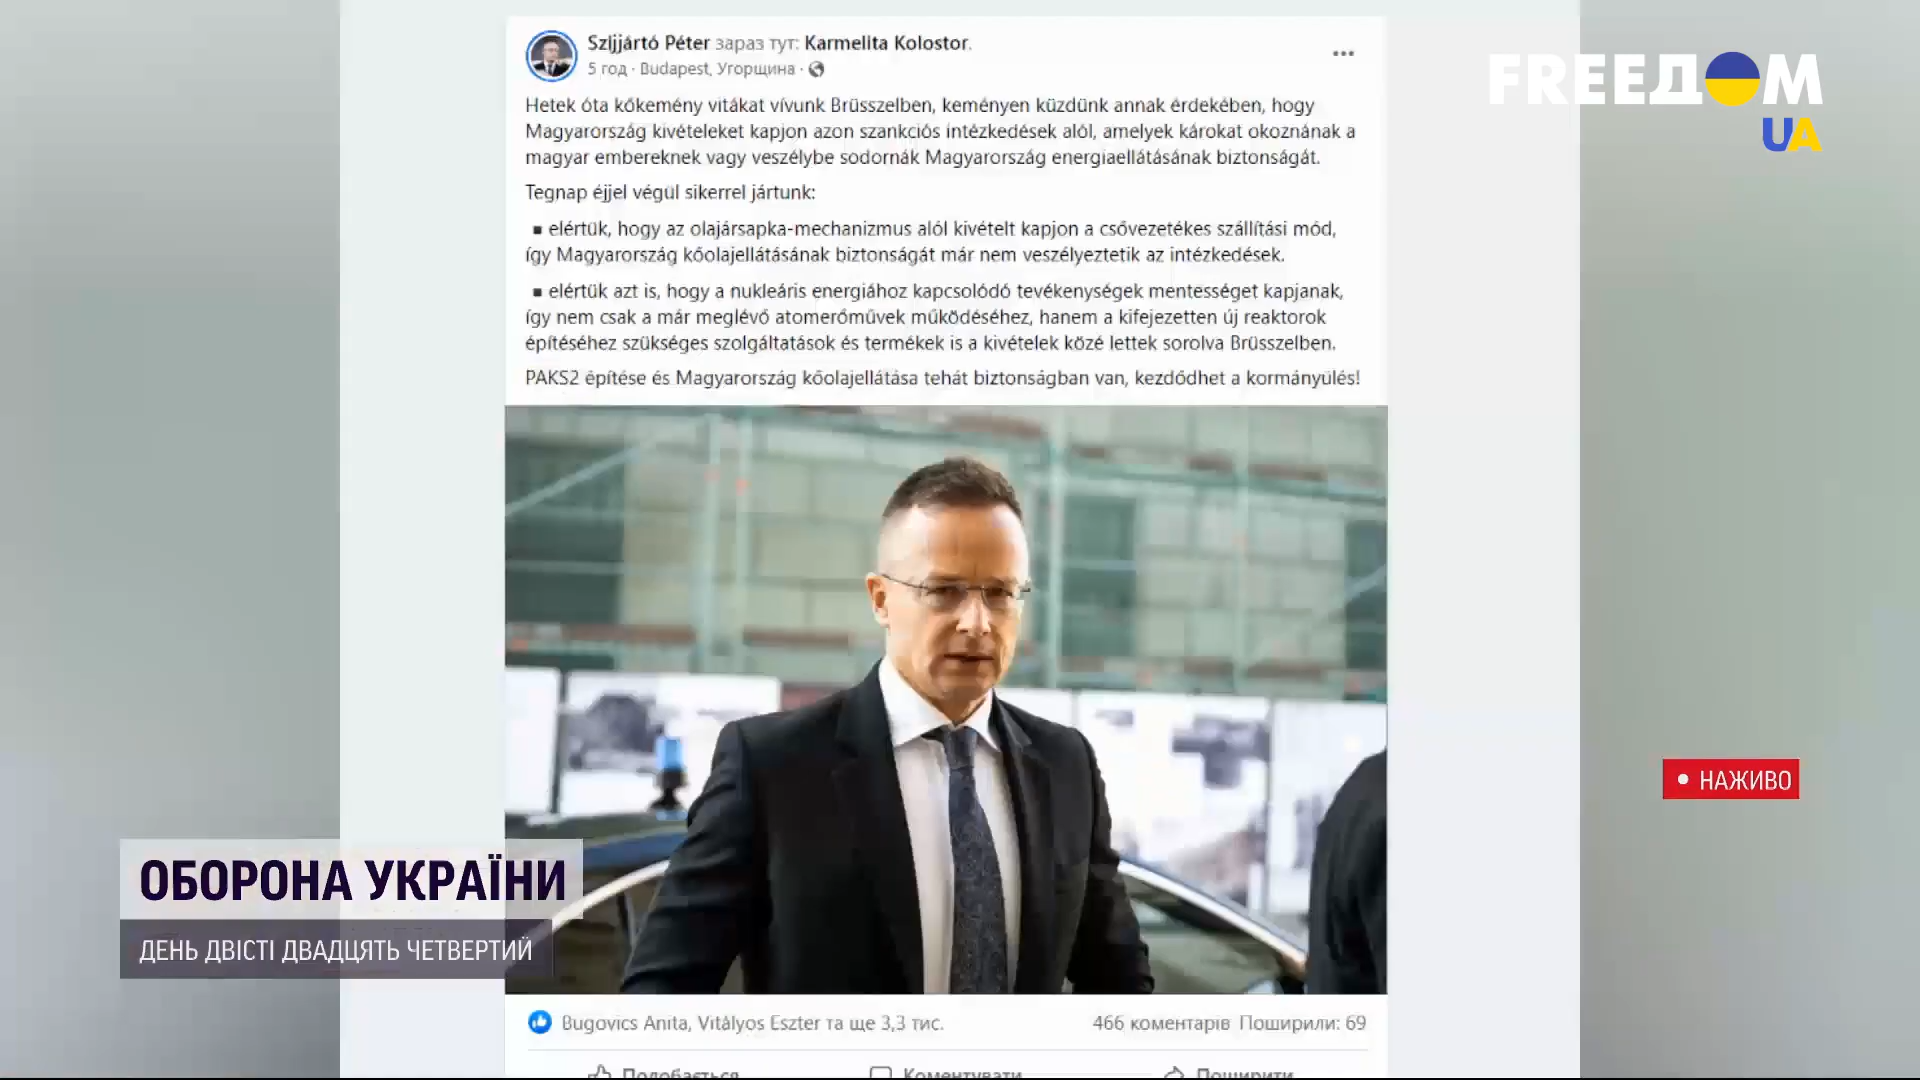 Szijjártó Péter зараз тут: Karmelita Kolostor.
5 год · Budapest, Угорщина ·
FREEДOM
UA
Hetek óta kőkemény vitákat vívunk Brüsszelben, keményen küzdünk annak érdekében, hogy
Magyarország kivételeket kapjon azon szankciós intézkedések alól, amelyek károkat okoznának a
magyar embereknek vagy veszélybe sodornák Magyarország energiaellátásának biztonságát.
Tegnap éjjel végül sikerrel jártunk:
▪ elértük, hogy az olajársapka-mechanizmus alól kivételt kapjon a csővezetékes szállítási mód,
így Magyarország kőolajellátásának biztonságát már nem veszélyeztetik az intézkedések.
▪ elértük azt is, hogy a nukleáris energiához kapcsolódó tevékenységek mentességet kapjanak,
így nem csak a már meglévő atomerőművek működéséhez, hanem a kifejezetten új reaktorok
építéséhez szükséges szolgáltatások és termékek is a kivételek közé lettek sorolva Brüsszelben.
PAKS2 építése és Magyarország kőolajellátása tehát biztonságban van, kezdődhet a kormányülés!
НАЖИВО
ОБОРОНА УКРАЇНИ
ДЕНЬ ДВІСТІ ДВАДЦЯТЬ ЧЕТВЕРТИЙ
Bugovics Anita, Vitályos Eszter та ще 3,3 тис.
466 коментарів Поширили: 69
Подобається Коментувати Поширити